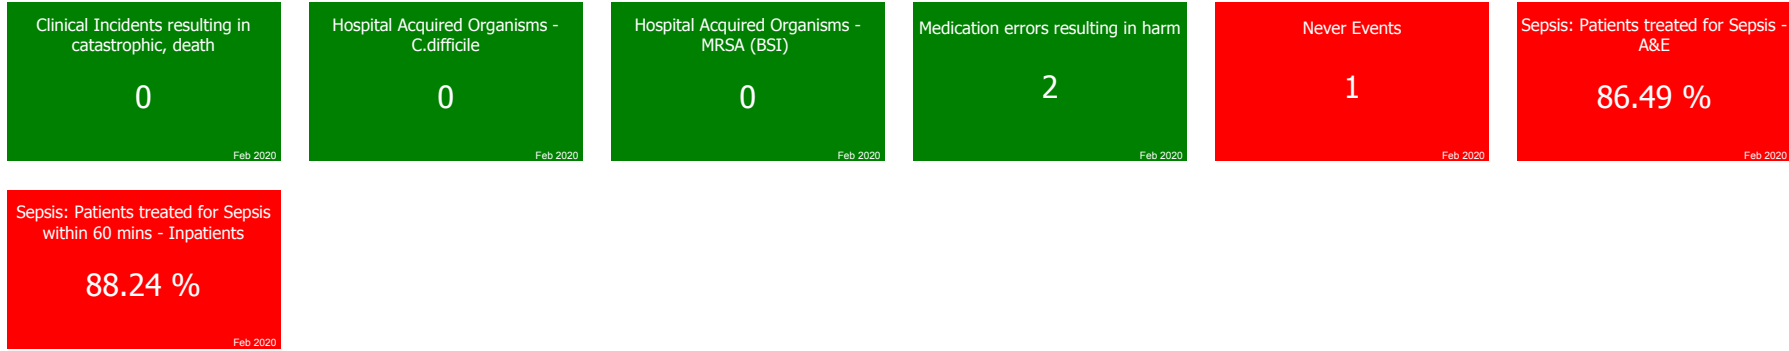 Clinical Incidents resulting in
catastrophic, death
0
Feb 2020
Hospital Acquired Organisms -
C.difficile
0
Feb 2020
Hospital Acquired Organisms -
MRSA (BSI)
0
Feb 2020
Medication errors resulting in harm
2
Feb 2020
Never Events
1
Feb 2020
Sepsis: Patients treated for Sepsis -
A&E
86.49 %
Feb 2020
Sepsis: Patients treated for Sepsis
within 60 mins - Inpatients
88.24 %
Feb 2020